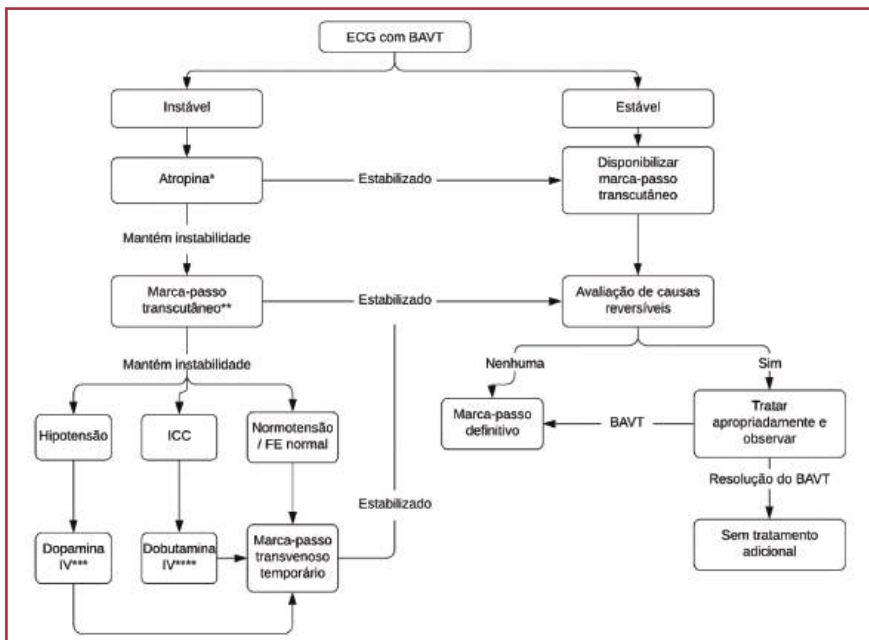 ECG com BAVT
Instável
Estável
Atropina*
Estabilizado
Disponibilizar
marca-passo
transcutâneo
Mantém instabilidade
Marca-passo
transcutâneo**
Estabilizado
Avaliação de causas
reversíveis
Mantém instabilidade
Nenhuma
Sim
Hipotensão
ICC
Normotensão
/ FE normal
Marca-passo
definitivo
BAVT
Tratar
apropriadamente e
observar
Estabilizado
Resolução do BAVT
Dopamina
IV***
Dobutamina
IV****
Marca-passo
transvenoso
temporário
Sem tratamento
adicional